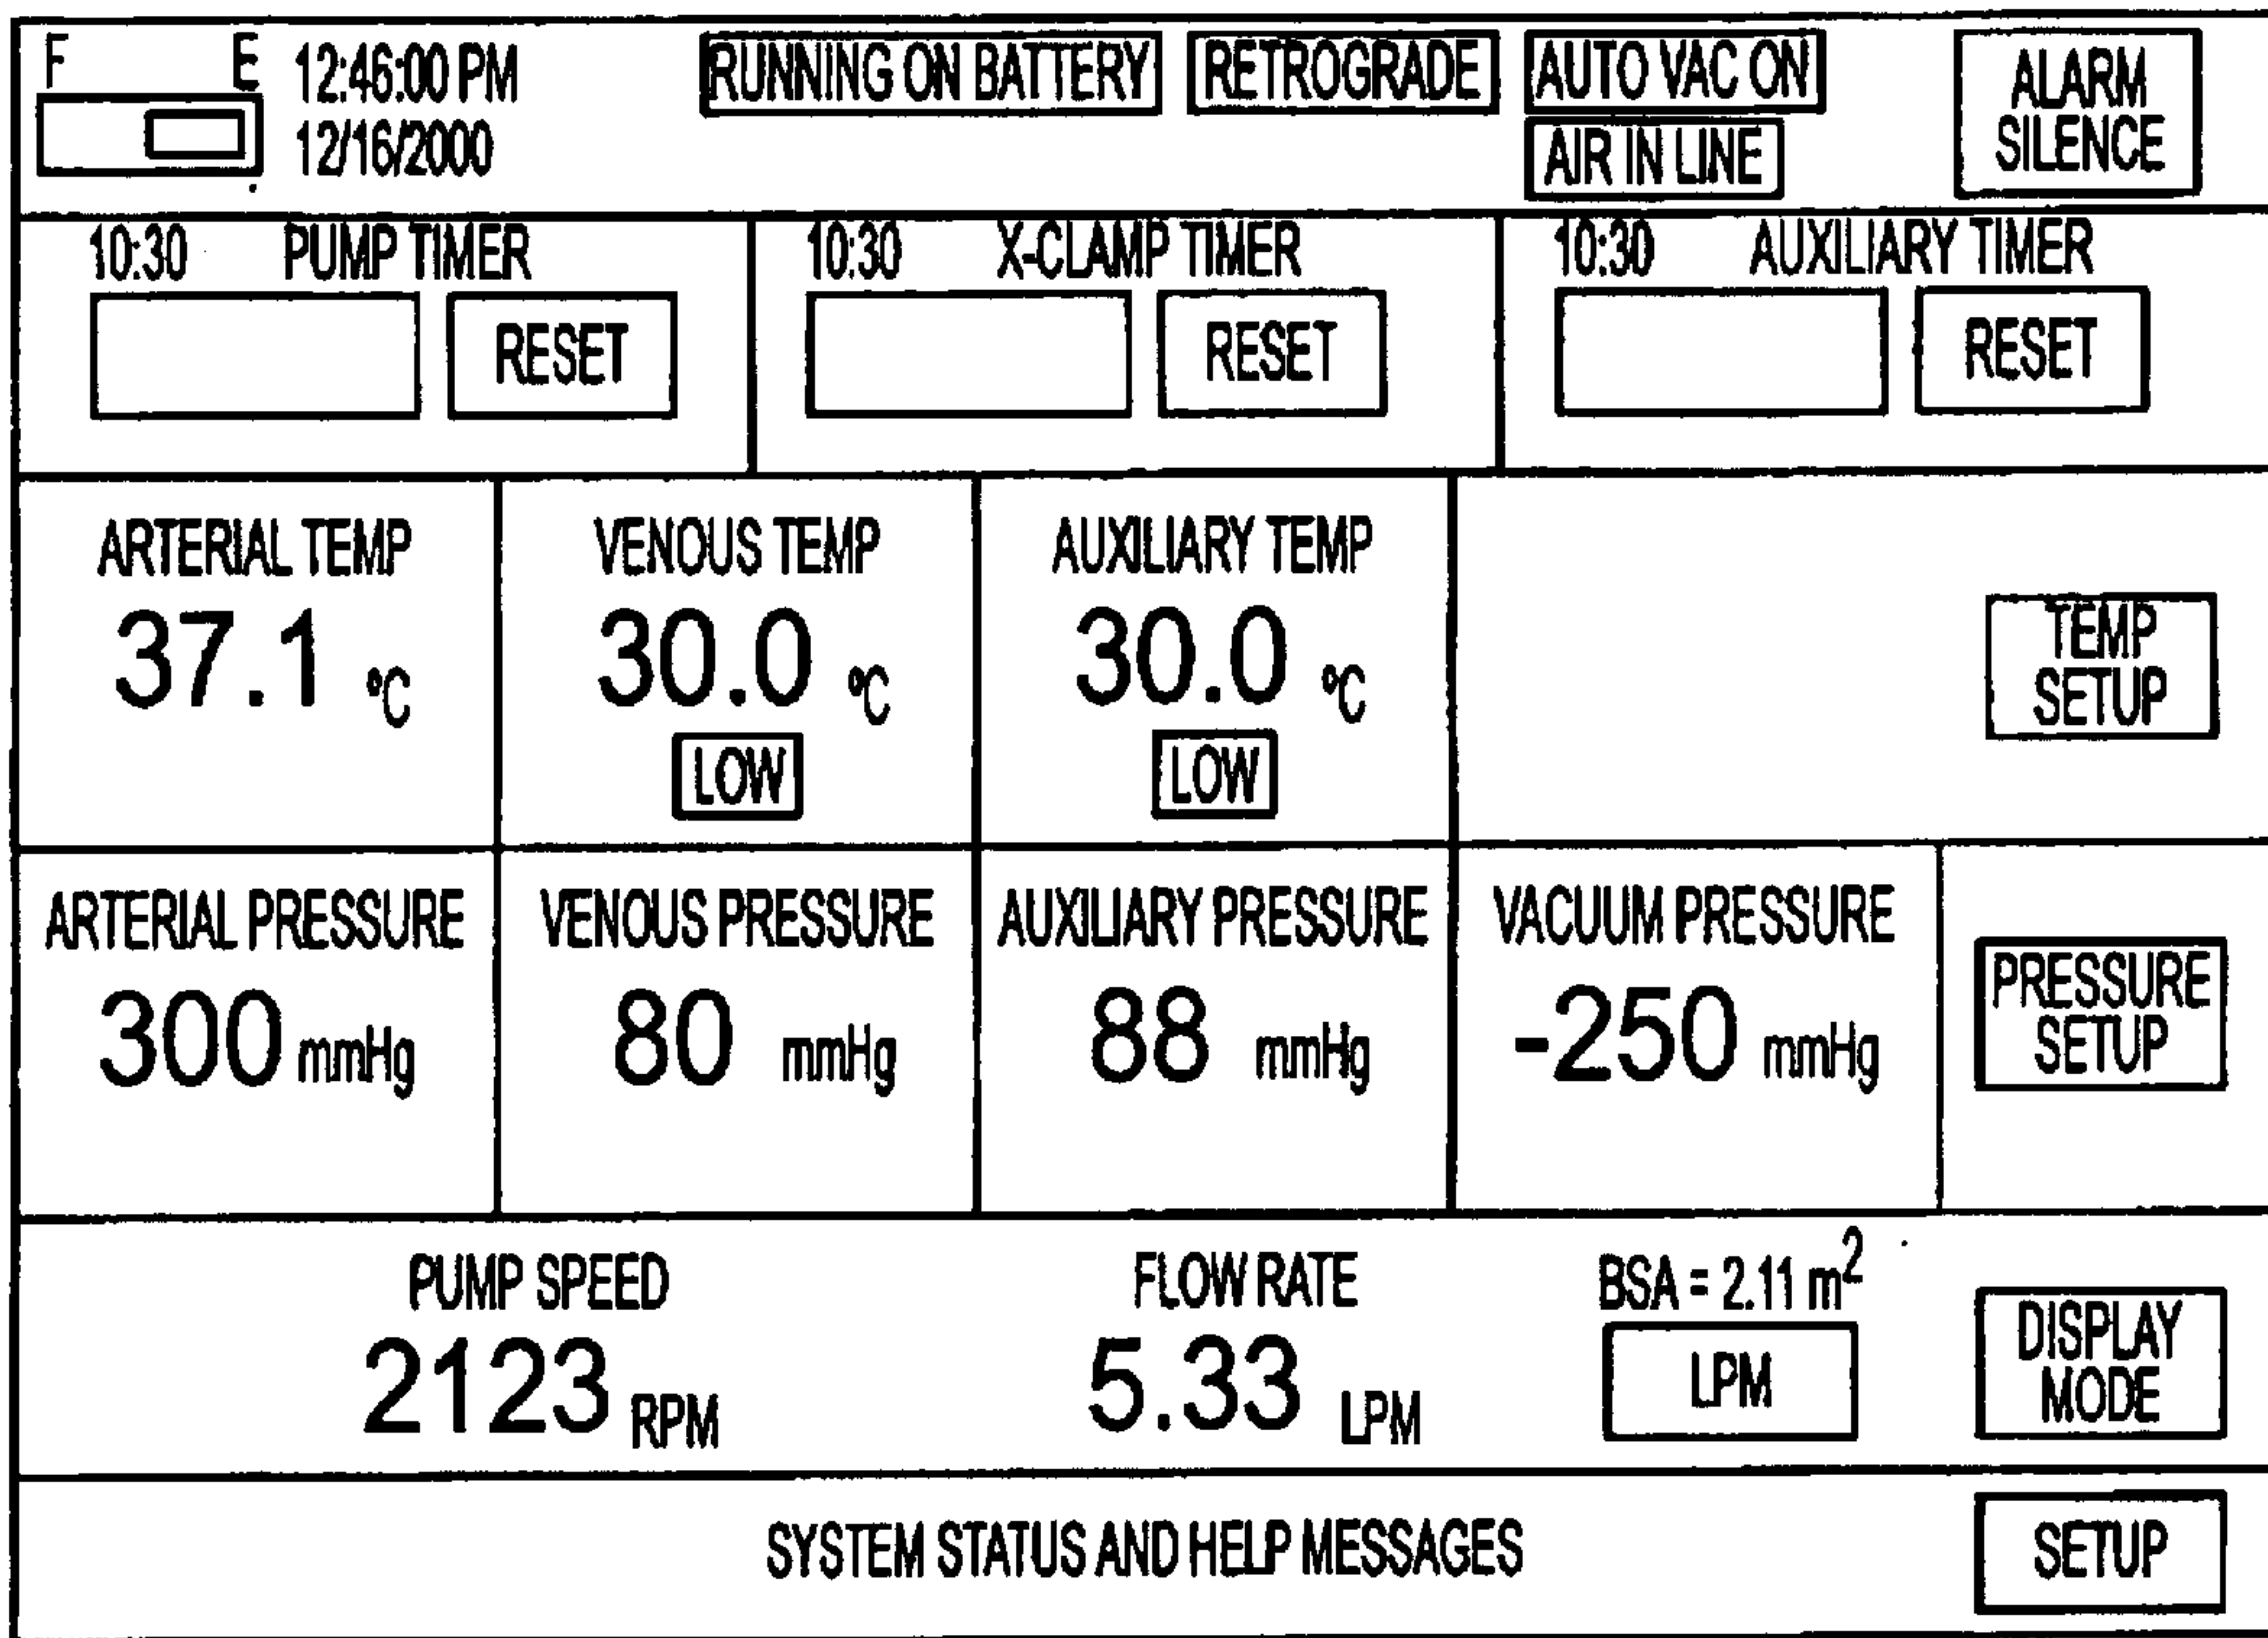 F E 12:46:00 PM RUNNING ON BATTERY RETROGRADE AUTO VAC ON ALARM
12/16/2000 AIR IN LINE SILENCE
10:30 PUMP TIMER 10:30 X-CLAMP TIMER 10:30 AUXILIARY TIMER
RESET RESET RESET
ARTERIAL TEMP VENOUS TEMP AUXILIARY TEMP
37.1 °C 30.0 °C 30.0 °C TEMP
SETUP
LOW LOW
ARTERIAL PRESSURE VENOUS PRESSURE AUXILIARY PRESSURE VACUUM PRESSURE
300 mmHg 80 mmHg 88 mmHg -250 mmHg PRESSURE
SETUP
PUMP SPEED FLOW RATE BSA = 2.11 m²
2123 RPM 5.33 LPM LPM DISPLAY
MODE
SYSTEM STATUS AND HELP MESSAGES SETUP